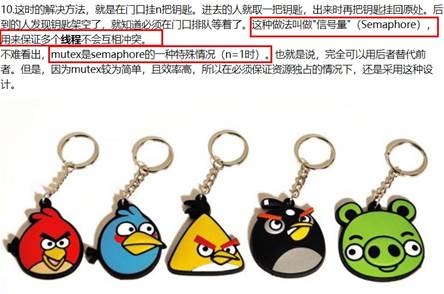 10.这时的解决方法，就是在门口挂n把钥匙。进去的人就取一把钥匙，出来时再把钥匙挂回原处。后
到的人发现钥匙架空了，就知道必须在门口排队等着了。这种做法叫做"信号量"（Semaphore），
用来保证多个线程不会互相冲突。
不难看出，mutex是semaphore的一种特殊情况（n=1时）。也就是说，完全可以用后者替代前
者。但是，因为mutex较为简单，且效率高，所以在必须保证资源独占的情况下，还是采用这种设
计。